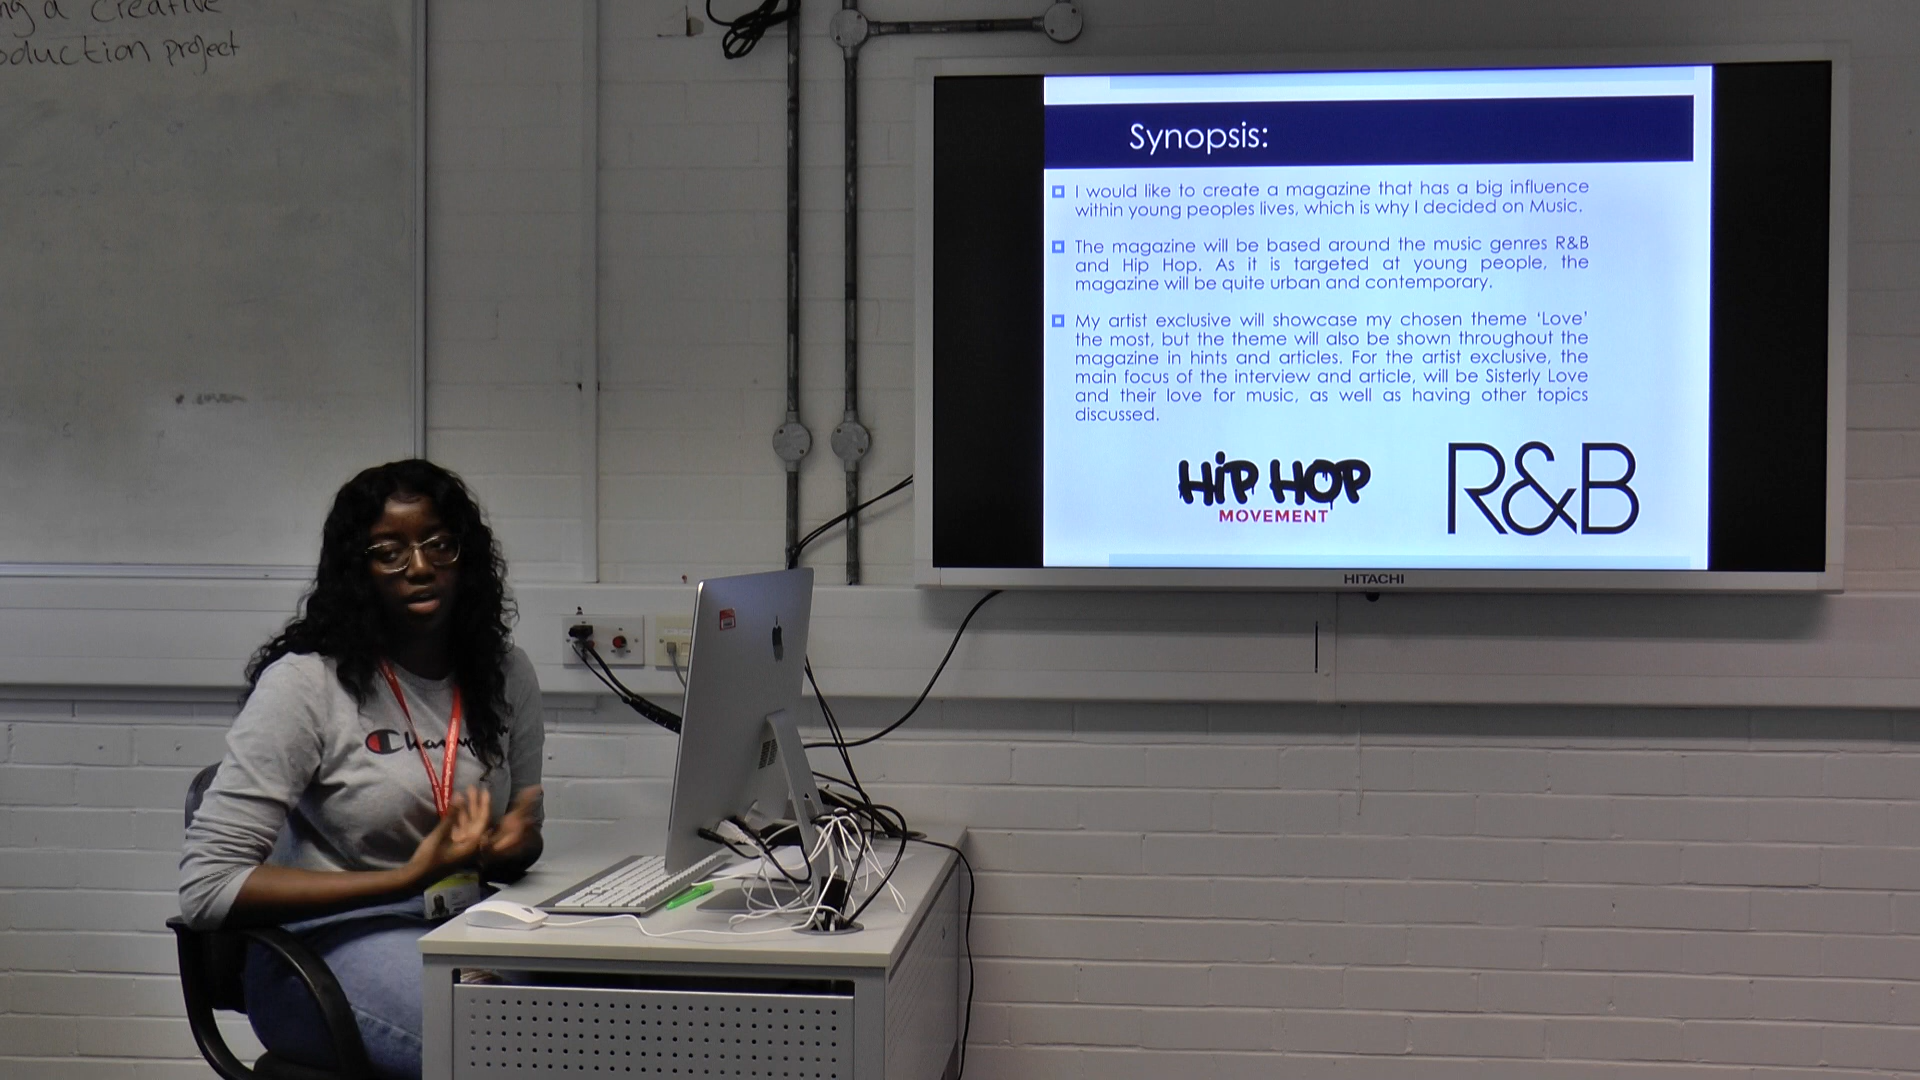 ng a creative
oduction project
Synopsis:
I would like to create a magazine that has a big influence
within young peoples lives, which is why I decided on Music.
The magazine will be based around the music genres R&B
and Hip Hop. As it is targeted at young people, the
magazine will be quite urban and contemporary.
My artist exclusive will showcase my chosen theme ‘Love’
the most, but the theme will also be shown throughout the
magazine in hints and articles. For the artist exclusive, the
main focus of the interview and article, will be Sisterly Love
and their love for music, as well as having other topics
discussed.
HiP HOP
MOVEMENT
R&B
HITACHI
Champion